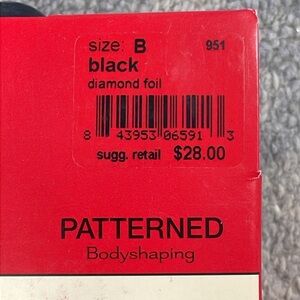 size: B 951
black
diamond foil
8 43953 06591 3
sugg. retail $28.00
PATTERNED
Bodyshaping